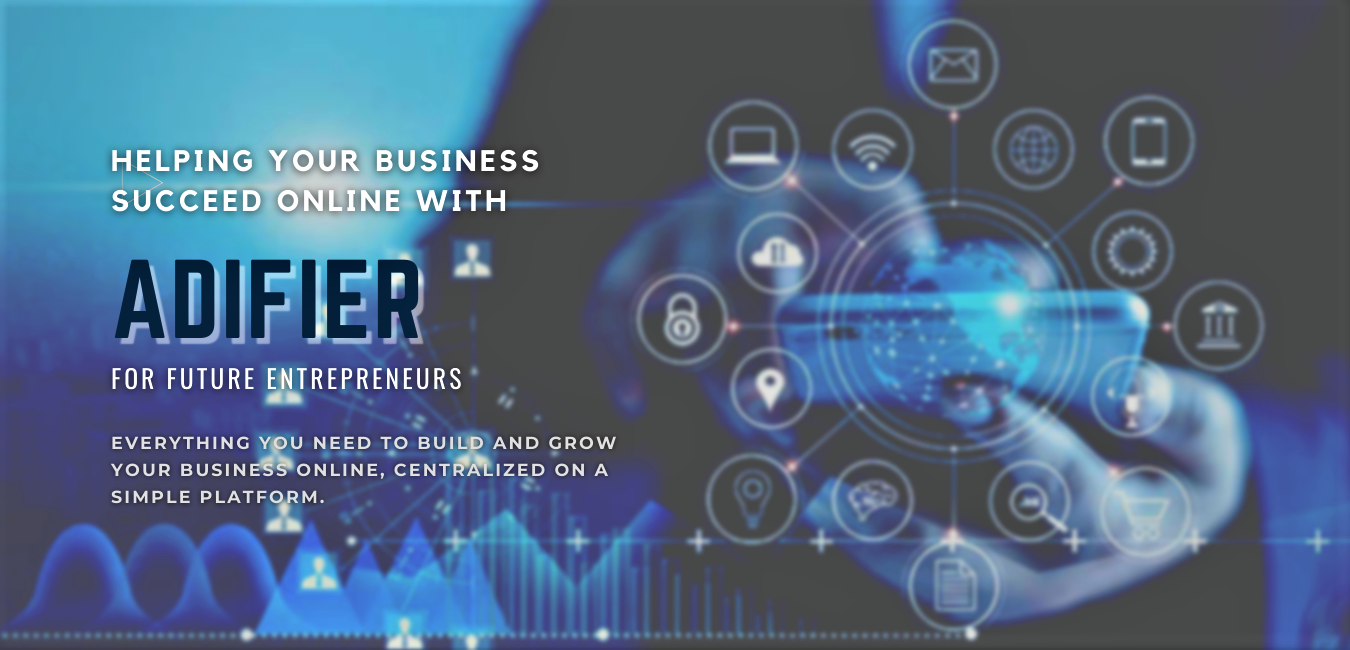 HELPING YOUR BUSINESS
SUCCEED ONLINE WITH
ADIFIER
FOR FUTURE ENTREPRENEURS
EVERYTHING YOU NEED TO BUILD AND GROW
YOUR BUSINESS ONLINE, CENTRALIZED ON A
SIMPLE PLATFORM.